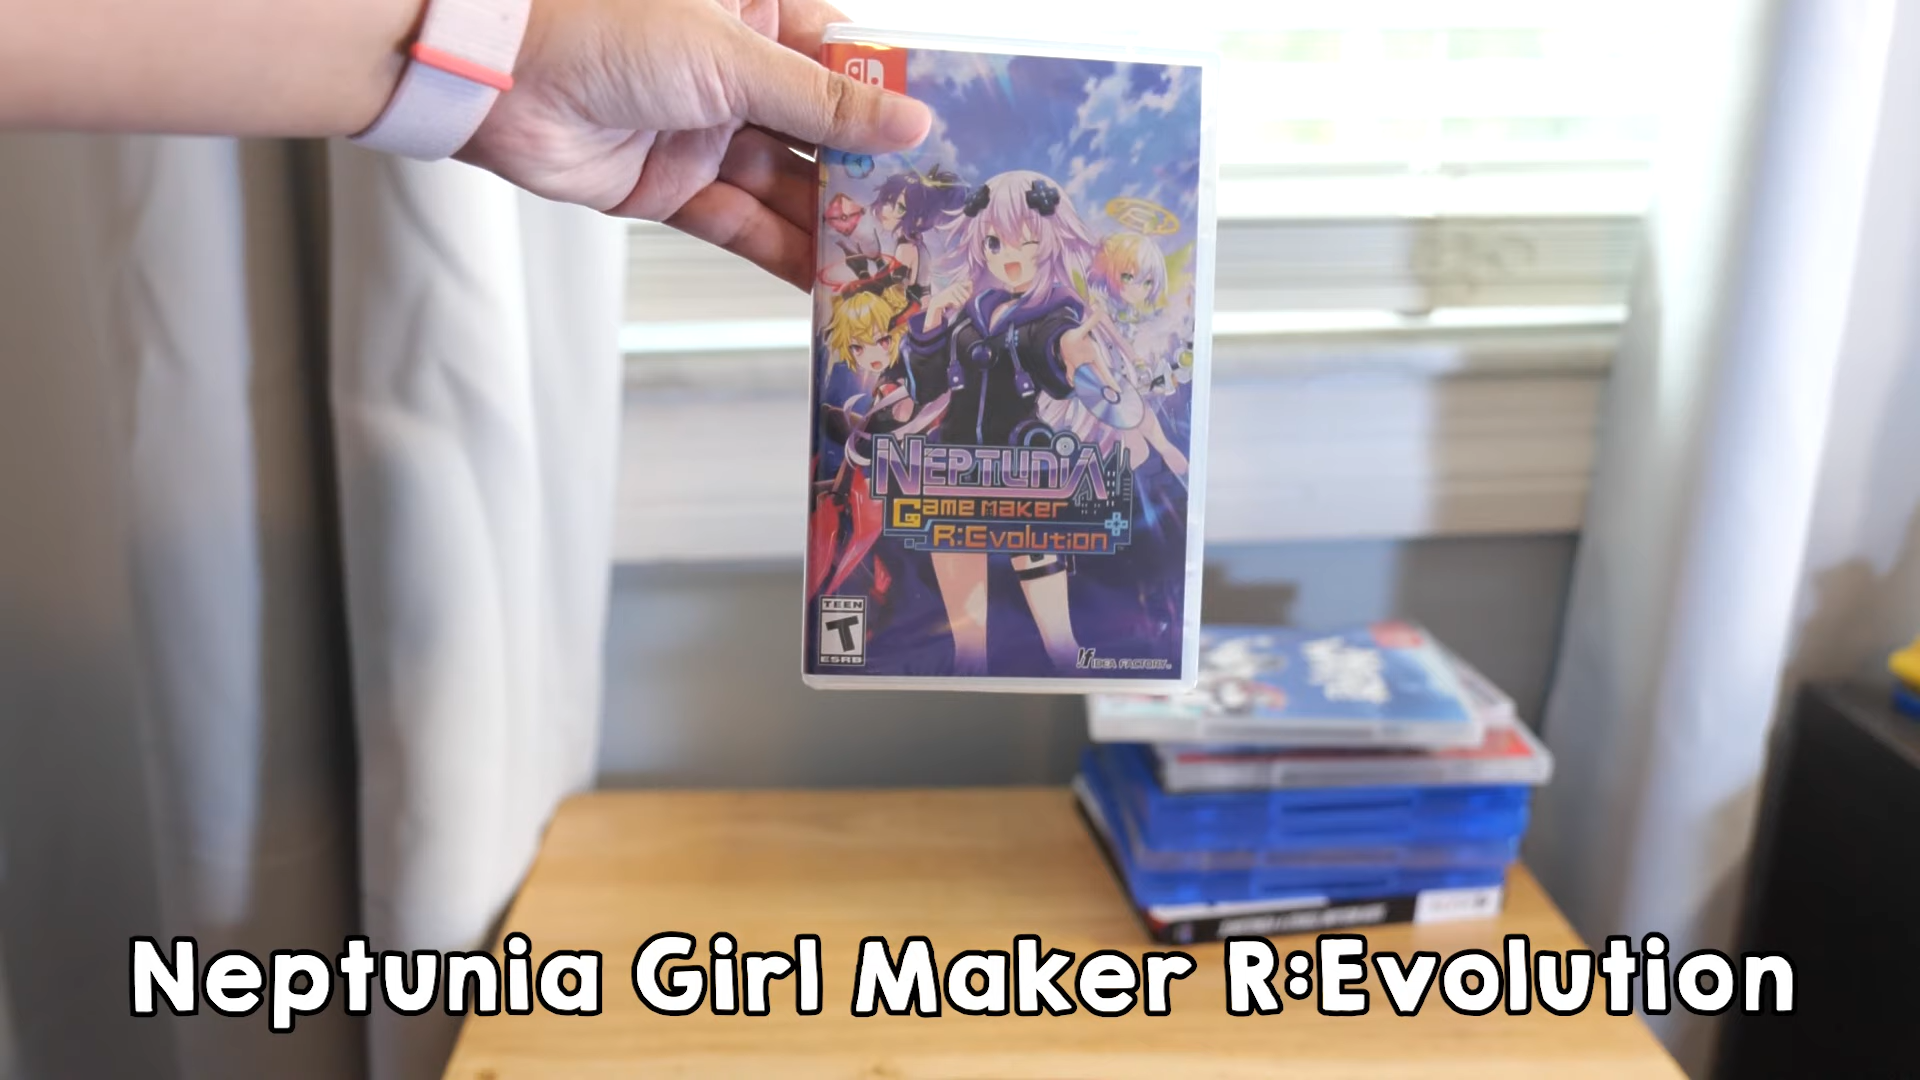 NEPTUNIA
Game maker
R:Evolution
TEEN
T
ESRB
IDEA FACTORY
Neptunia Girl Maker R:Evolution